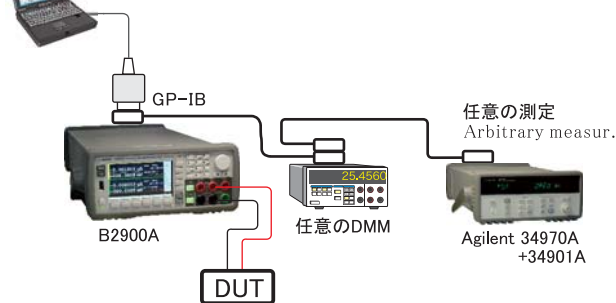 GP-IB
任意の測定
Arbitrary measur.
25.4560
B2900A
任意のDMM
Agilent 34970A
+34901A
DUT